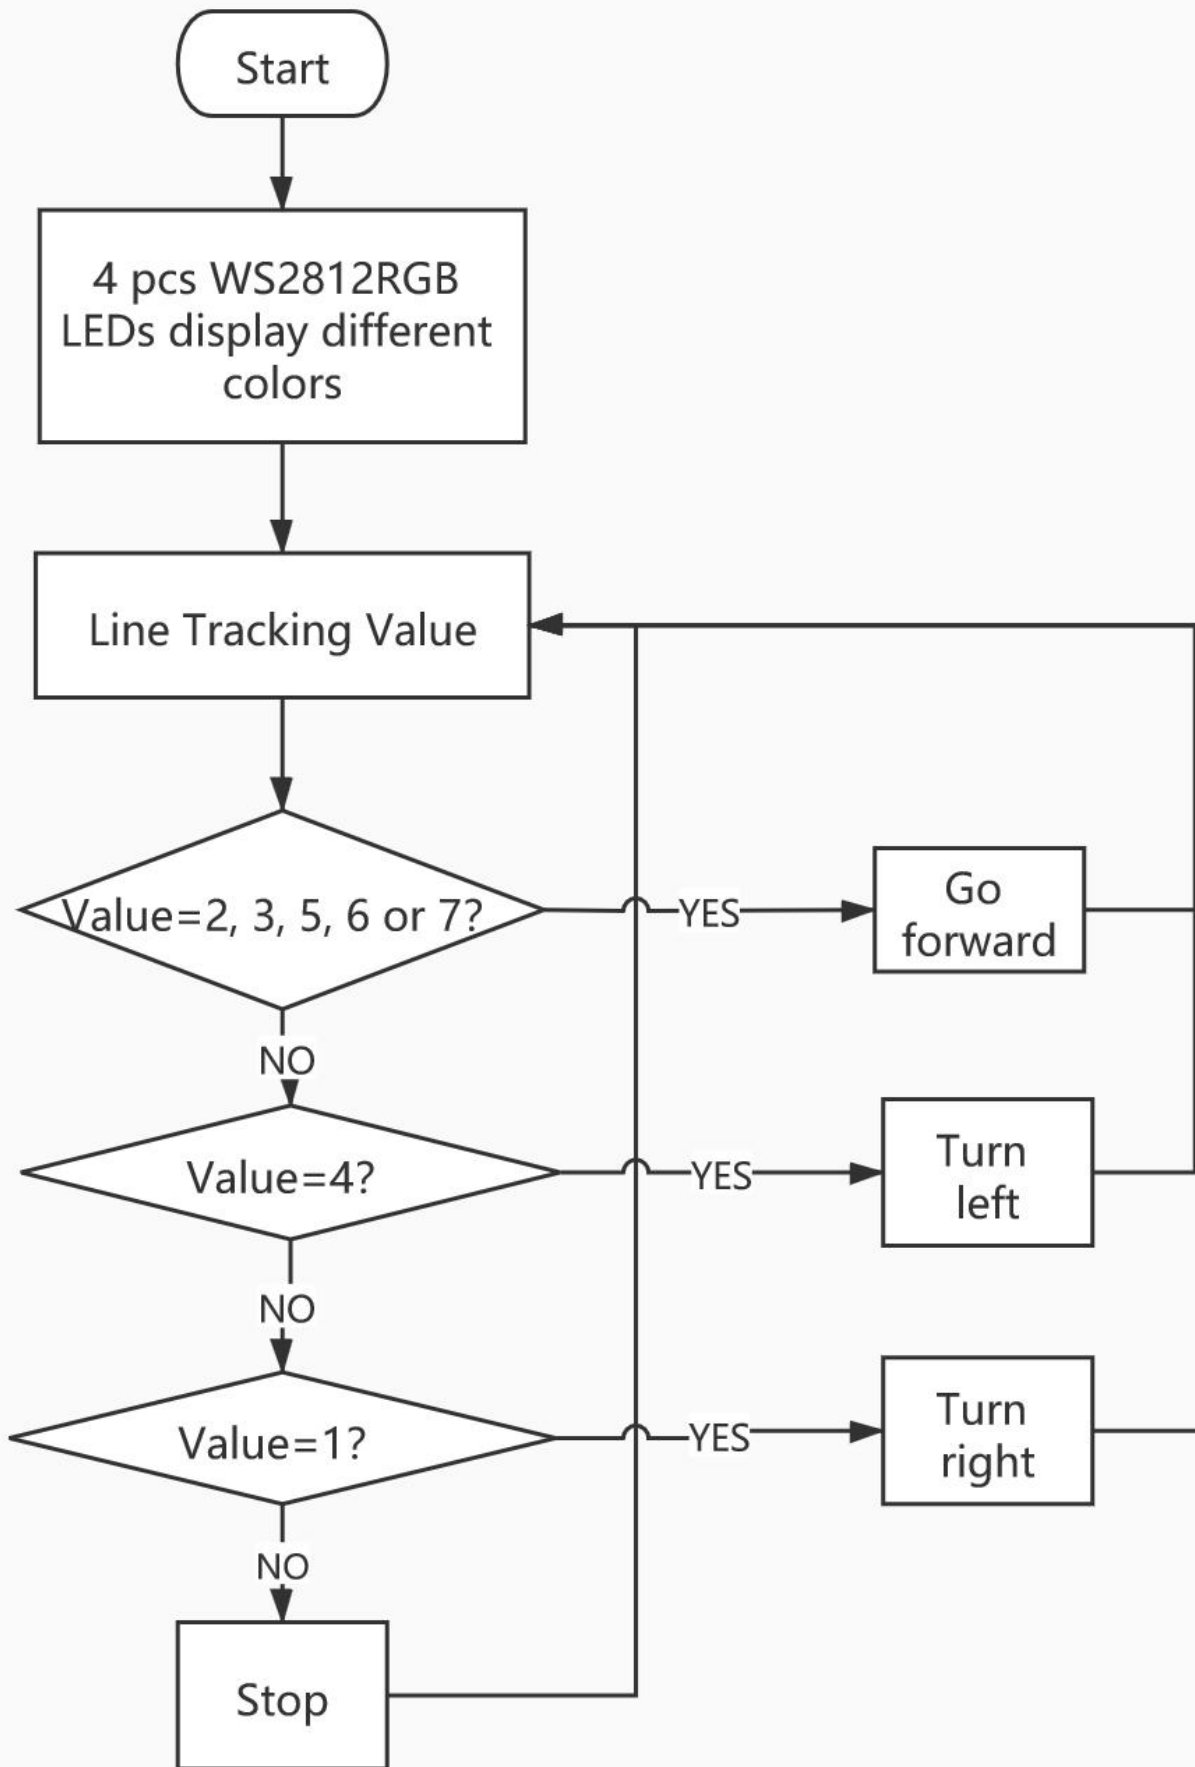 Start
4 pcs WS2812RGB
LEDs display different
colors
Line Tracking Value
Value=2, 3, 5, 6 or 7?
YES
Go
forward
NO
Value=4?
YES
Turn
left
NO
Value=1?
YES
Turn
right
NO
Stop